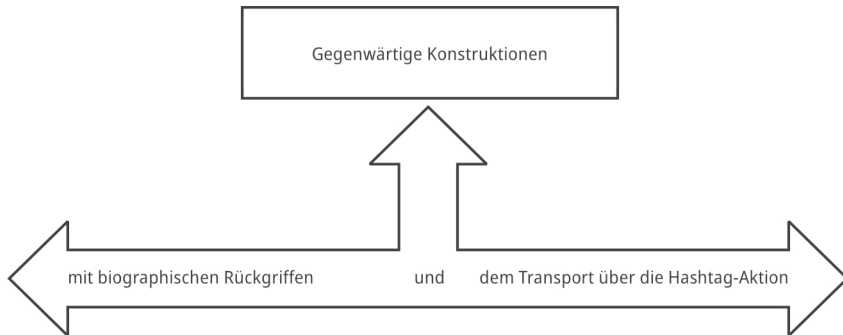 Gegenwärtige Konstruktionen
mit biographischen Rückgriffen und dem Transport über die Hashtag-Aktion